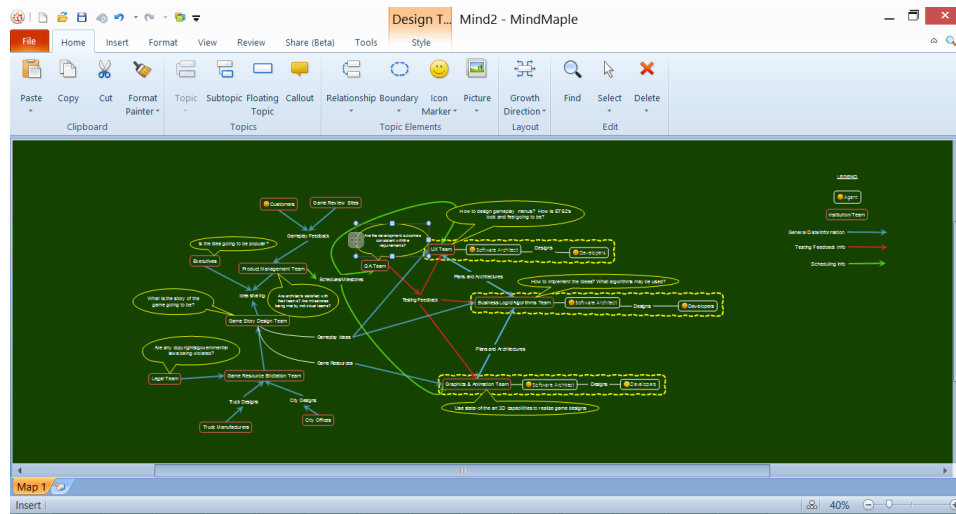 Design T...
Mind2 - MindMaple
File
Home
Insert
Format
View
Review
Share (Beta)
Tools
Style
Paste
Copy
Cut
Format
Painter
Topic
Subtopic
Floating
Topic
Callout
Relationship
Boundary
Icon
Marker
Picture
Growth
Direction
Find
Select
Delete
Clipboard
Topics
Topic Elements
Layout
Edit
LEGEND
Agent
Institution/Team
General Data/Information
Testing Feedback Info
Scheduling Info
Customers
Game Review Sites
Gameplay Feedback
Is the idea going to be popular?
Executives
Product Management Team
Schedules/Milestones
Are the development outcomes
consistent with the
requirements?
QA Team
How to design gameplay menus? How is ETS2's
look and feel going to be?
UX Team
Software
Architect
Designs
Developers
Plans and Architectures
Idea sharing
Are architects satisfied with
their teams? Are milestones
being met by individual teams?
What is the story of the
game going to be?
Game Story Design Team
Testing Feedback
How to implement the ideas? What algorithms may be used?
Business Logic/Algorithms Team
Software
Architect
Designs
Developers
Gameplay Ideas
Plans and Architectures
Are any copyrights/governmental
laws being violated?
Legal Team
Game Resource Elicitation Team
Game Resources
Graphics & Animation Team
Software
Architect
Designs
Developers
Use state-of-the art 3D capabilities to realize game designs
Truck Designs
City Designs
Truck Manufacturers
City Offices
Map 1
Insert
40%